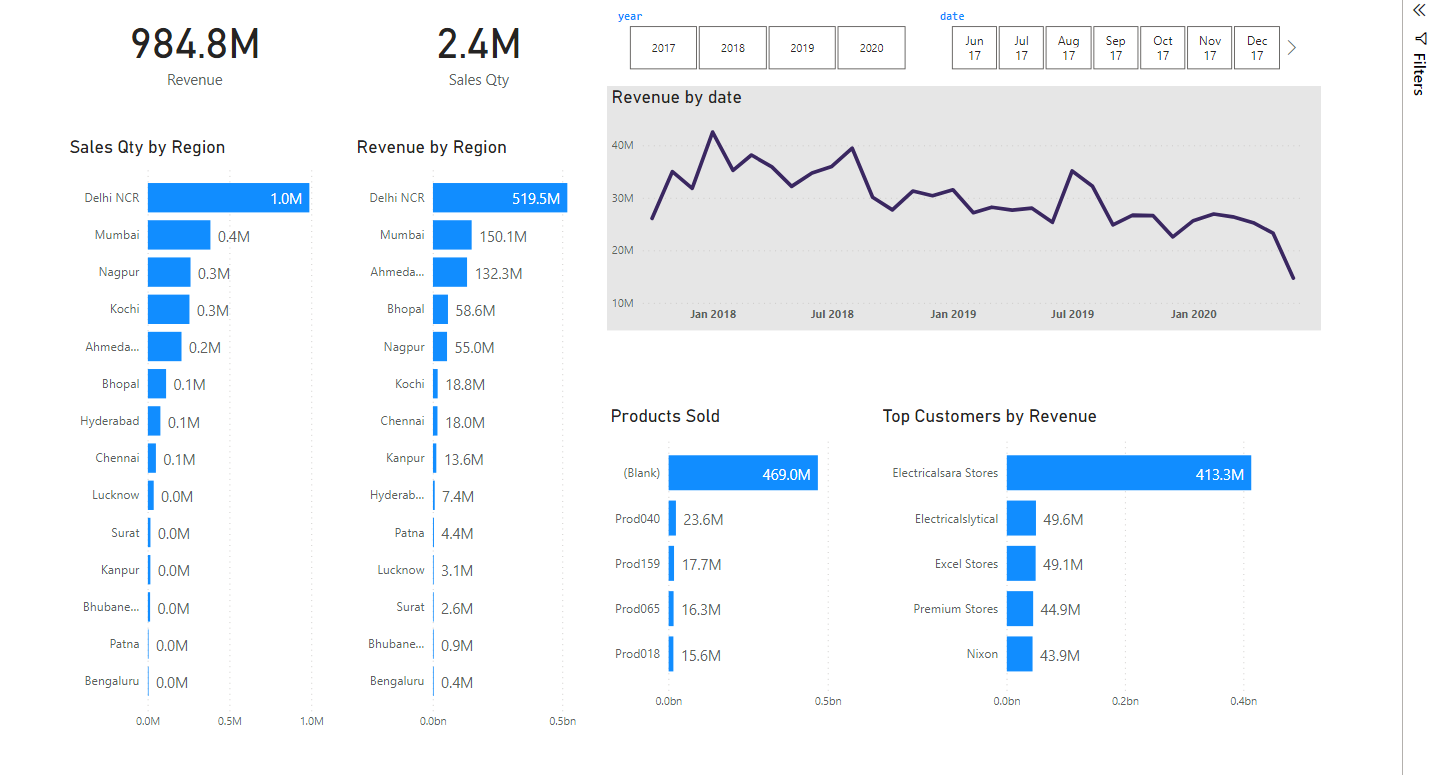 984.8M
Revenue
2.4M
Sales Qty
year
2017
2018
2019
2020
date
Jun
17
Jul
17
Aug
17
Sep
17
Oct
17
Nov
17
Dec
17
Filters
Revenue by date
40M
30M
20M
10M
Jan 2018
Jul 2018
Jan 2019
Jul 2019
Jan 2020
Sales Qty by Region
Delhi NCR 1.0M
Mumbai 0.4M
Nagpur 0.3M
Kochi 0.3M
Ahmeda... 0.2M
Bhopal 0.1M
Hyderabad 0.1M
Chennai 0.1M
Lucknow 0.0M
Surat 0.0M
Kanpur 0.0M
Bhubane... 0.0M
Patna 0.0M
Bengaluru 0.0M
0.0M 0.5M 1.0M
Revenue by Region
Delhi NCR 519.5M
Mumbai 150.1M
Ahmeda... 132.3M
Bhopal 58.6M
Nagpur 55.0M
Kochi 18.8M
Chennai 18.0M
Kanpur 13.6M
Hyderab... 7.4M
Patna 4.4M
Lucknow 3.1M
Surat 2.6M
Bhubane... 0.9M
Bengaluru 0.4M
0.0bn 0.5bn
Products Sold
(Blank) 469.0M
Prod040 23.6M
Prod159 17.7M
Prod065 16.3M
Prod018 15.6M
0.0bn 0.5bn
Top Customers by Revenue
Electricalsara Stores 413.3M
Electricalslytical 49.6M
Excel Stores 49.1M
Premium Stores 44.9M
Nixon 43.9M
0.0bn 0.2bn 0.4bn